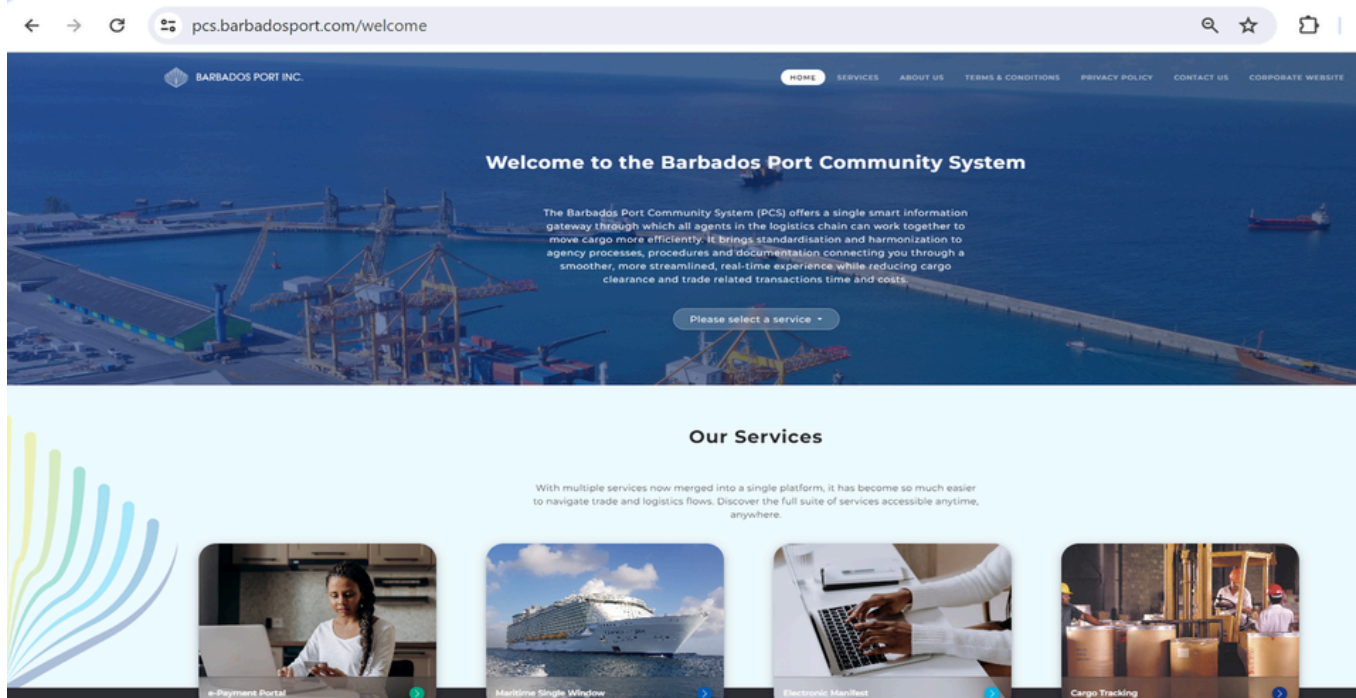 pcs.barbadosport.com/welcome
BARBADOS PORT INC.
HOME SERVICES ABOUT US TERMS & CONDITIONS PRIVACY POLICY CONTACT US CORPORATE WEBSITE
Welcome to the Barbados Port Community System
The Barbados Port Community System (PCS) offers a single smart information
gateway through which all agents in the logistics chain can work together to
move cargo more efficiently. It brings standardisation and harmonization to
agency processes, procedures and documentation connecting you through a
smoother, more streamlined, real-time experience while reducing cargo
clearance and trade related transactions time and costs.
Please select a service
Our Services
With multiple services now merged into a single platform, it has become so much easier
to navigate trade and logistics flows. Discover the full suite of services accessible anytime,
anywhere.
e-Payment Portal
Maritime Single Window
Electronic Manifest
Cargo Tracking